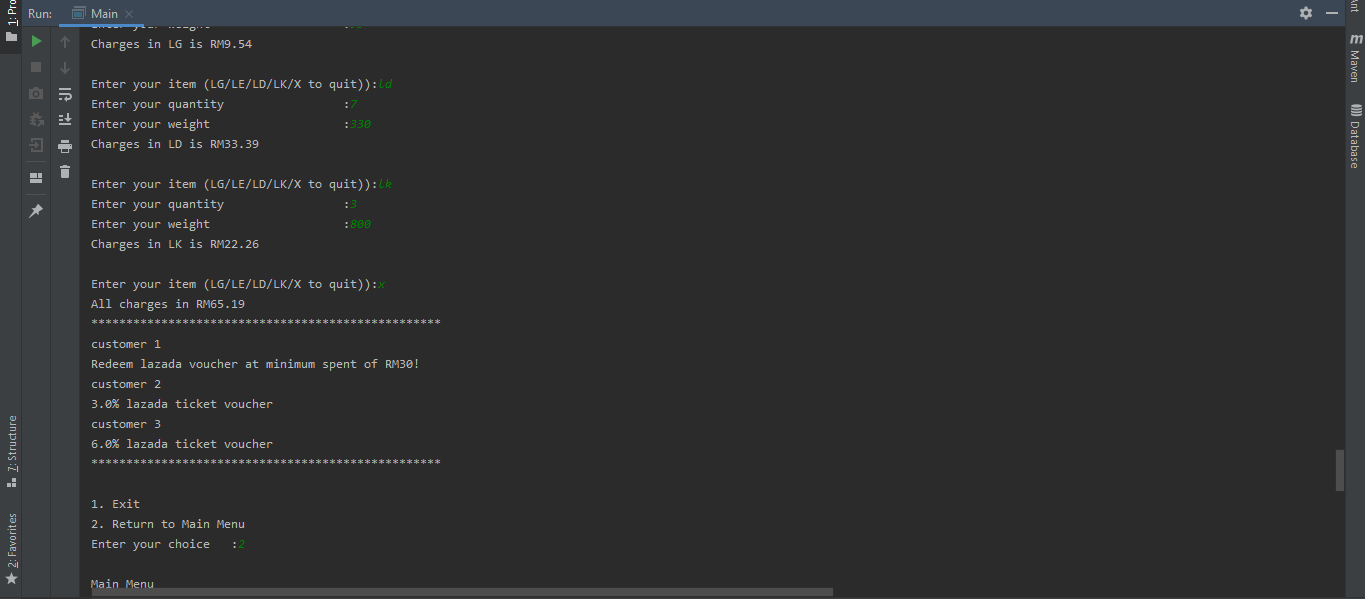 Run: Main
Charges in LG is RM9.54
Enter your item (LG/LE/LD/LK/X to quit)):ld
Enter your quantity :7
Enter your weight :330
Charges in LD is RM33.39
Enter your item (LG/LE/LD/LK/X to quit)):lk
Enter your quantity :3
Enter your weight :800
Charges in LK is RM22.26
Enter your item (LG/LE/LD/LK/X to quit)):x
All charges in RM65.19
**************************************************
customer 1
Redeem lazada voucher at minimum spent of RM30!
customer 2
3.0% lazada ticket voucher
customer 3
6.0% lazada ticket voucher
**************************************************
1. Exit
2. Return to Main Menu
Enter your choice :2
Main Menu
1: Pro
7: Structure
2: Favorites
m Maven
Database